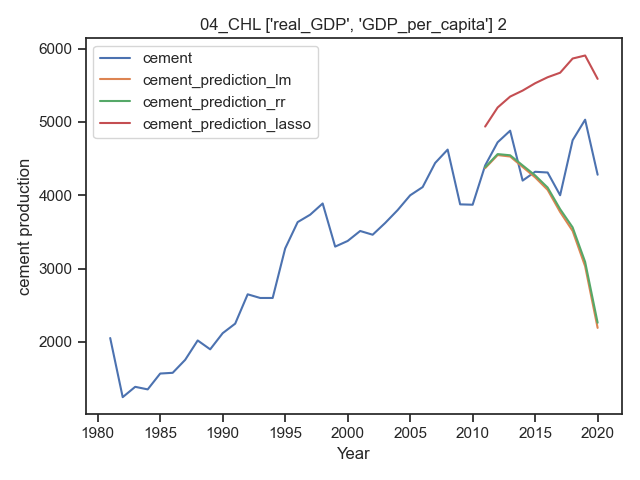 04_CHL ['real_GDP', 'GDP_per_capita'] 2
cement
cement_prediction_lm
cement_prediction_rr
cement_prediction_lasso
cement production
6000
5000
4000
3000
2000
1980 1985 1990 1995 2000 2005 2010 2015 2020
Year